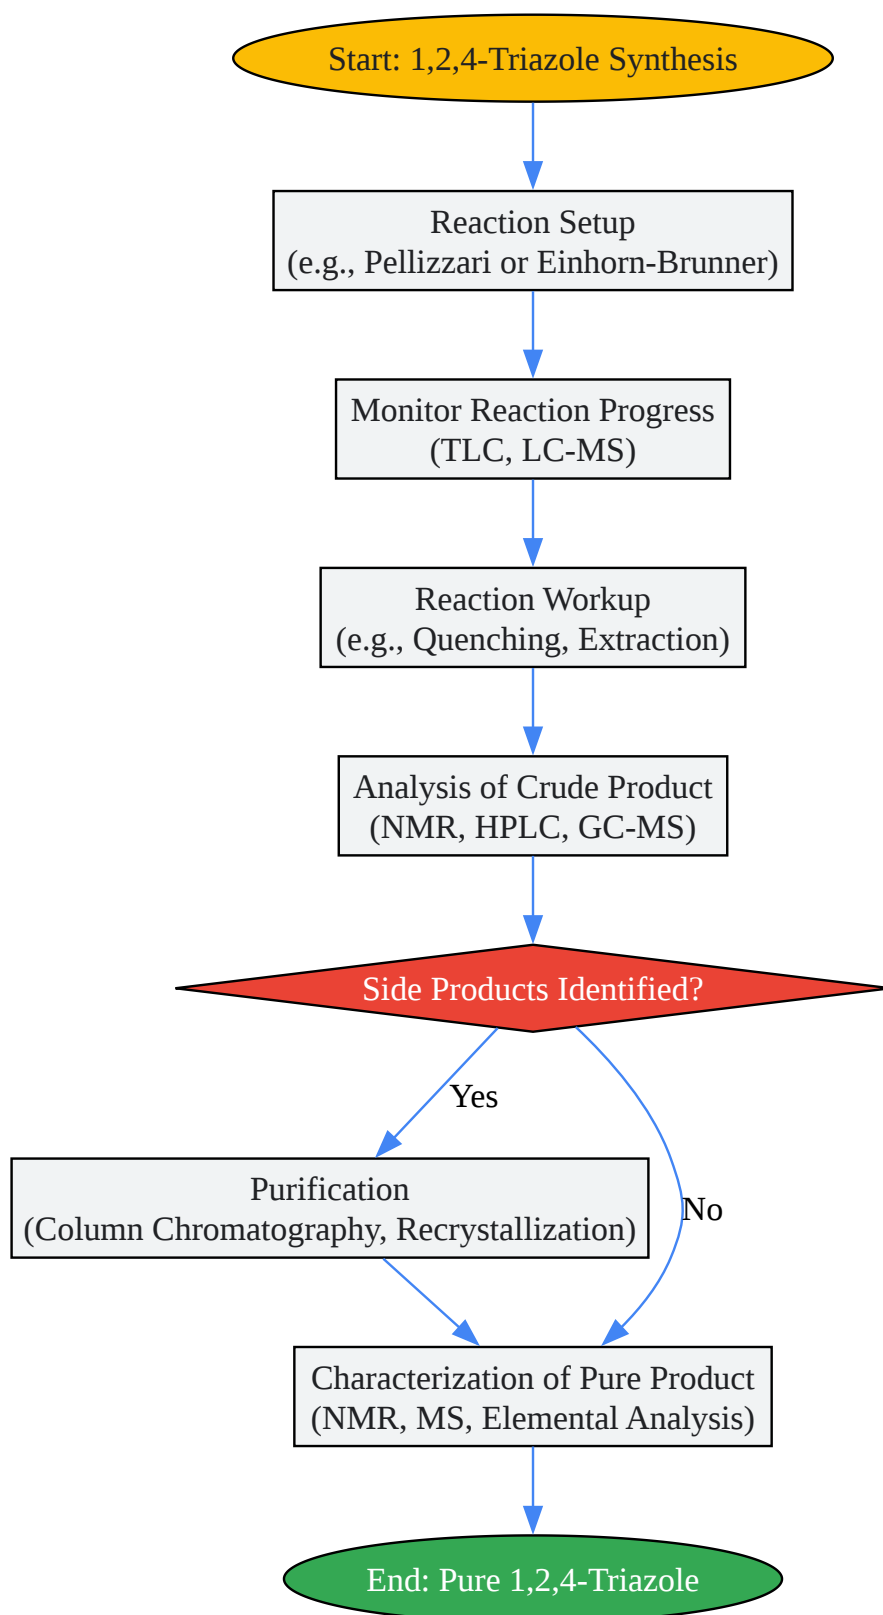 Start: 1,2,4-Triazole Synthesis
Reaction Setup
(e.g., Pellizzari or Einhorn-Brunner)
Monitor Reaction Progress
(TLC, LC-MS)
Reaction Workup
(e.g., Quenching, Extraction)
Analysis of Crude Product
(NMR, HPLC, GC-MS)
Side Products Identified?
Yes
Purification
(Column Chromatography, Recrystallization)
No
Characterization of Pure Product
(NMR, MS, Elemental Analysis)
End: Pure 1,2,4-Triazole